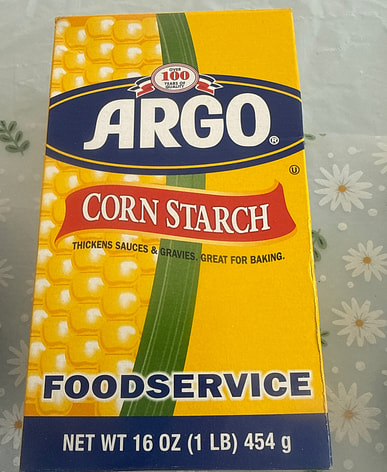 OVER
100
YEARS OF
QUALITY
ARGO®
U
CORN STARCH
THICKENS SAUCES & GRAVIES. GREAT FOR BAKING.
FOODSERVICE
NET WT 16 OZ (1 LB) 454 g